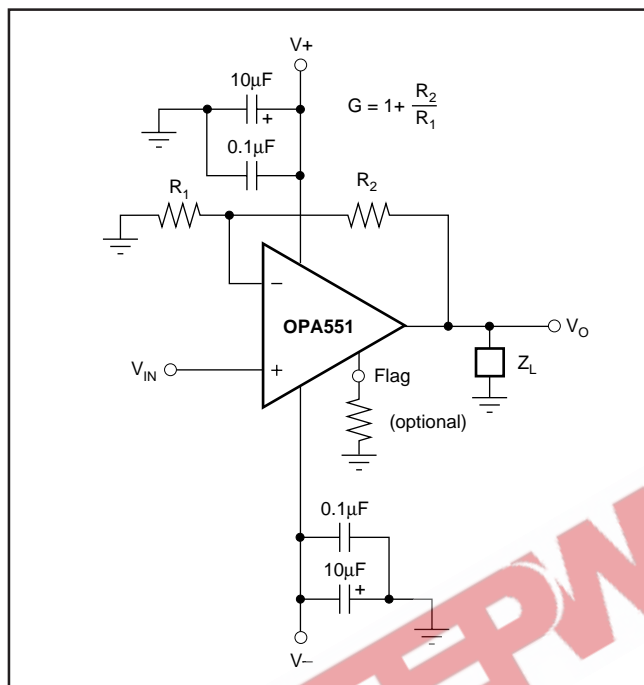 V+
10μF
+
G = 1+ R2
R1
0.1μF
R1
R2
−
OPA551
VO
VIN
+
Flag
ZL
(optional)
0.1μF
10μF
+
V–